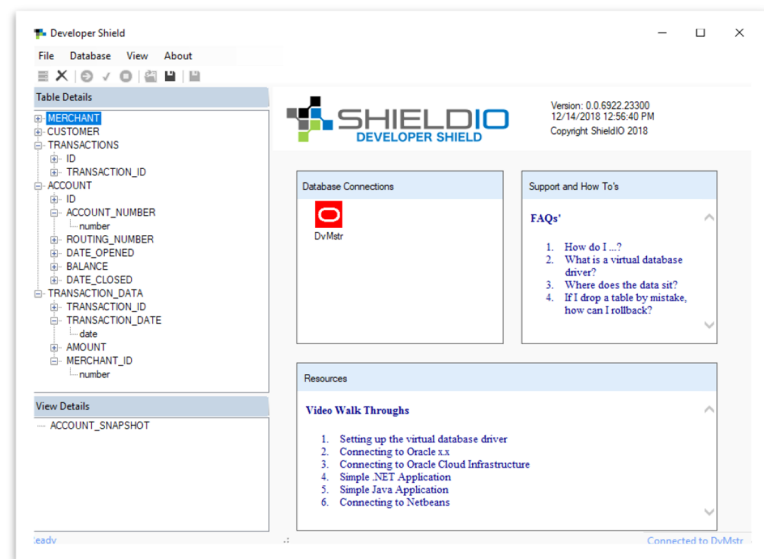 Developer Shield
File Database View About
Table Details
MERCHANT
CUSTOMER
TRANSACTIONS
ID
TRANSACTION_ID
ACCOUNT
ID
ACCOUNT_NUMBER
number
ROUTING_NUMBER
DATE_OPENED
BALANCE
DATE_CLOSED
TRANSACTION_DATA
TRANSACTION_ID
TRANSACTION_DATE
date
AMOUNT
MERCHANT_ID
number
View Details
ACCOUNT_SNAPSHOT
SHIELDIO
DEVELOPER SHIELD
Version: 0.0.6922.23300
12/14/2018 12:56:40 PM
Copyright ShieldIO 2018
Database Connections
DvMstr
Support and How To's
FAQs'
1. How do I ...?
2. What is a virtual database
driver?
3. Where does the data sit?
4. If I drop a table by mistake,
how can I rollback?
Resources
Video Walk Throughs
1. Setting up the virtual database driver
2. Connecting to Oracle x.x
3. Connecting to Oracle Cloud Infrastructure
4. Simple .NET Application
5. Simple Java Application
6. Connecting to Netbeans
eady
Connected to DvMstr